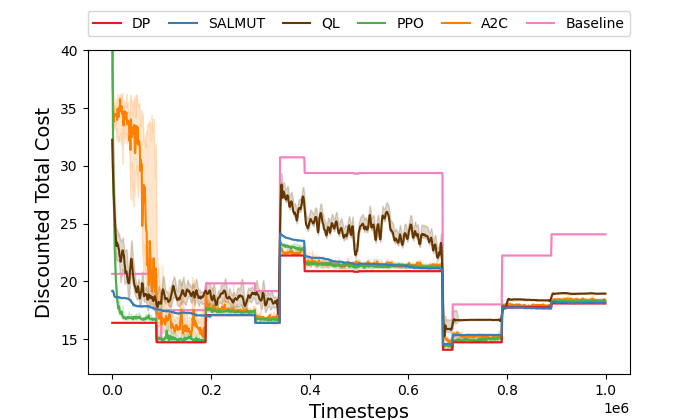 DP SALMUT QL PPO A2C Baseline
40
35
30
25
20
15
Discounted Total Cost
0.0 0.2 0.4 0.6 0.8 1.0
1e6
Timesteps